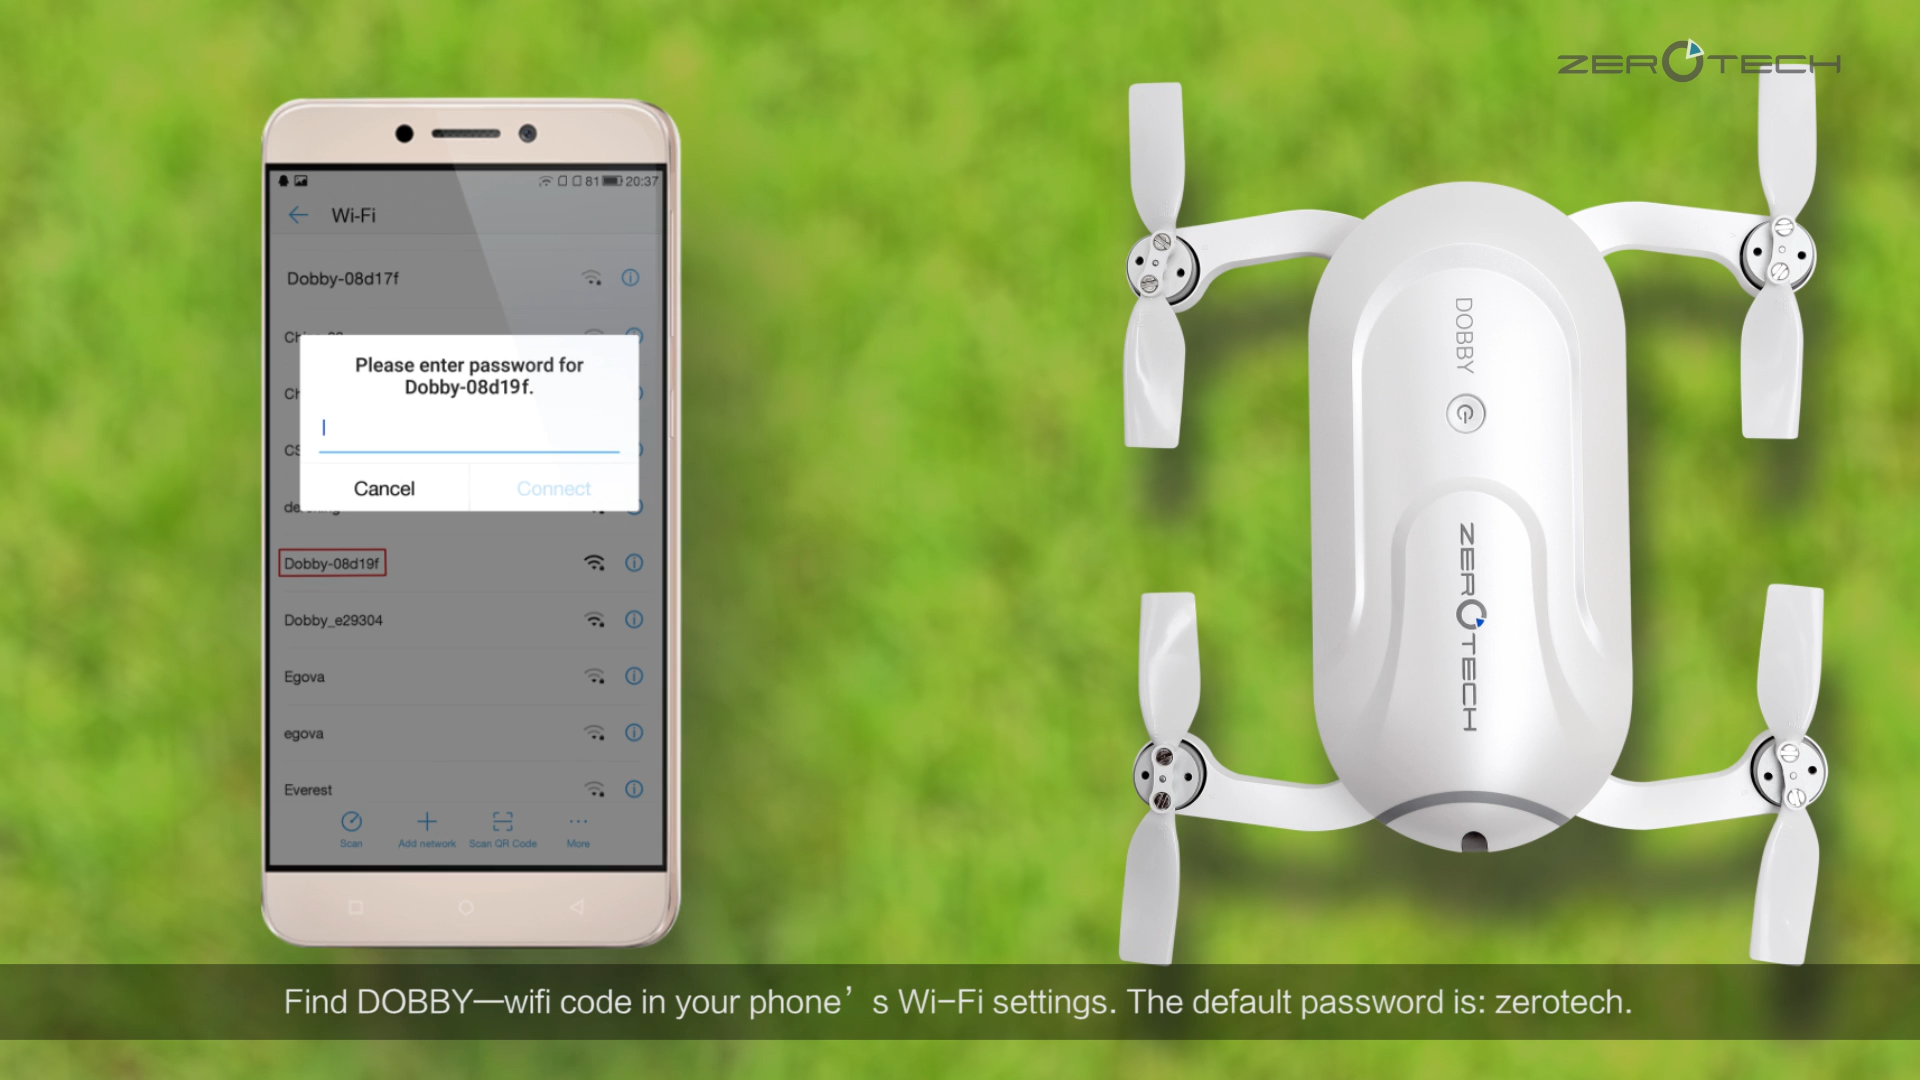 ZEROTECH
81 20:37
Wi-Fi
Dobby-08d17f
Please enter password for
Dobby-08d19f.
Cancel
Connect
Dobby-08d19f
Dobby_e29304
Egova
egova
Everest
Scan
Add network
Scan QR Code
More
DOBBY
ZEROTECH
Find DOBBY—wifi code in your phone’s Wi-Fi settings. The default password is: zerotech.